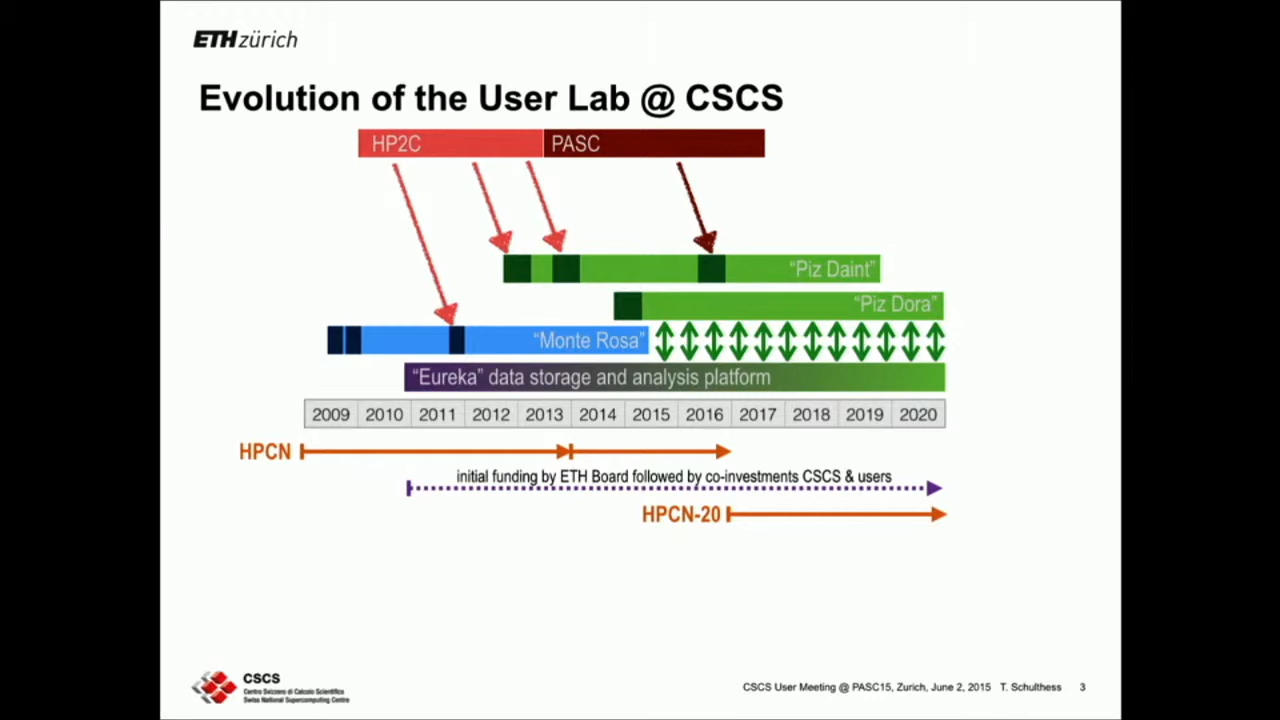 ETH zürich
Evolution of the User Lab @ CSCS
HP2C PASC
“Piz Daint”
“Piz Dora”
“Monte Rosa”
“Eureka” data storage and analysis platform
2009 2010 2011 2012 2013 2014 2015 2016 2017 2018 2019 2020
HPCN
initial funding by ETH Board followed by co-investments CSCS & users
HPCN-20
CSCS
Centro Svizzero di Calcolo Scientifico
Swiss National Supercomputing Centre
CSCS User Meeting @ PASC15, Zurich, June 2, 2015 T. Schulthess 3